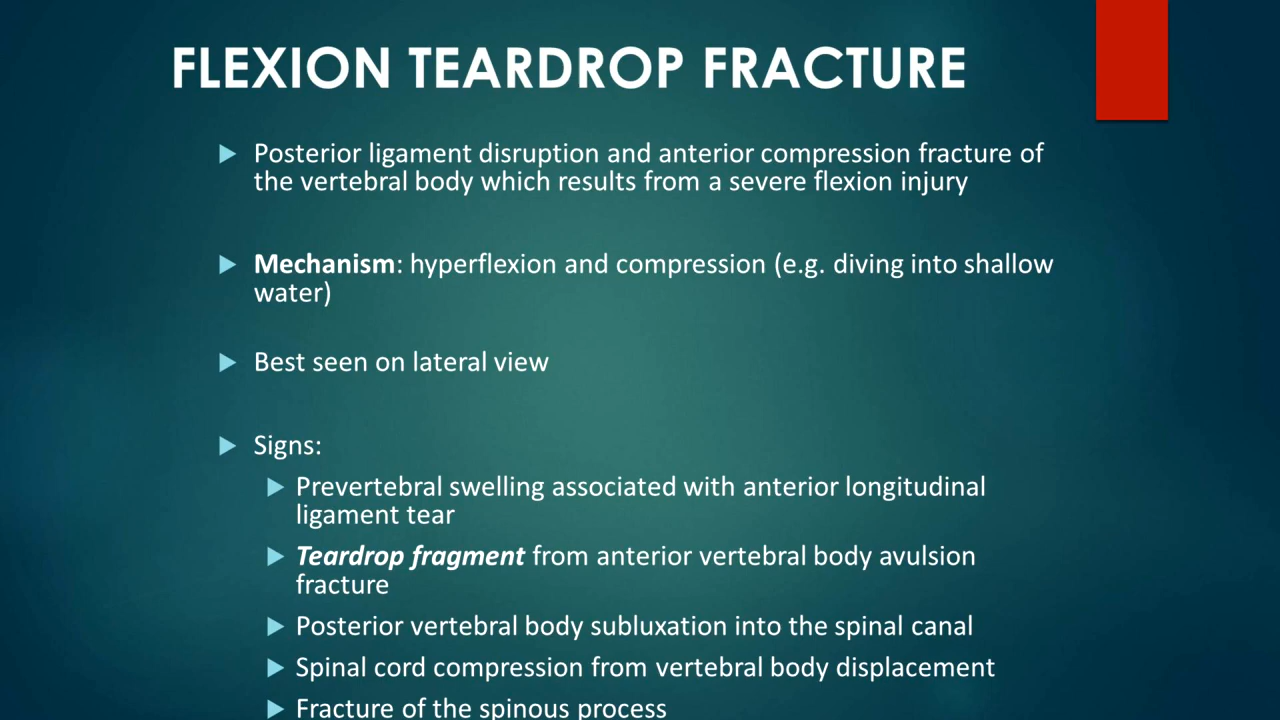 FLEXION TEARDROP FRACTURE
Posterior ligament disruption and anterior compression fracture of
the vertebral body which results from a severe flexion injury
Mechanism: hyperflexion and compression (e.g. diving into shallow
water)
Best seen on lateral view
Signs:
Prevertebral swelling associated with anterior longitudinal
ligament tear
Teardrop fragment from anterior vertebral body avulsion
fracture
Posterior vertebral body subluxation into the spinal canal
Spinal cord compression from vertebral body displacement
Fracture of the spinous process